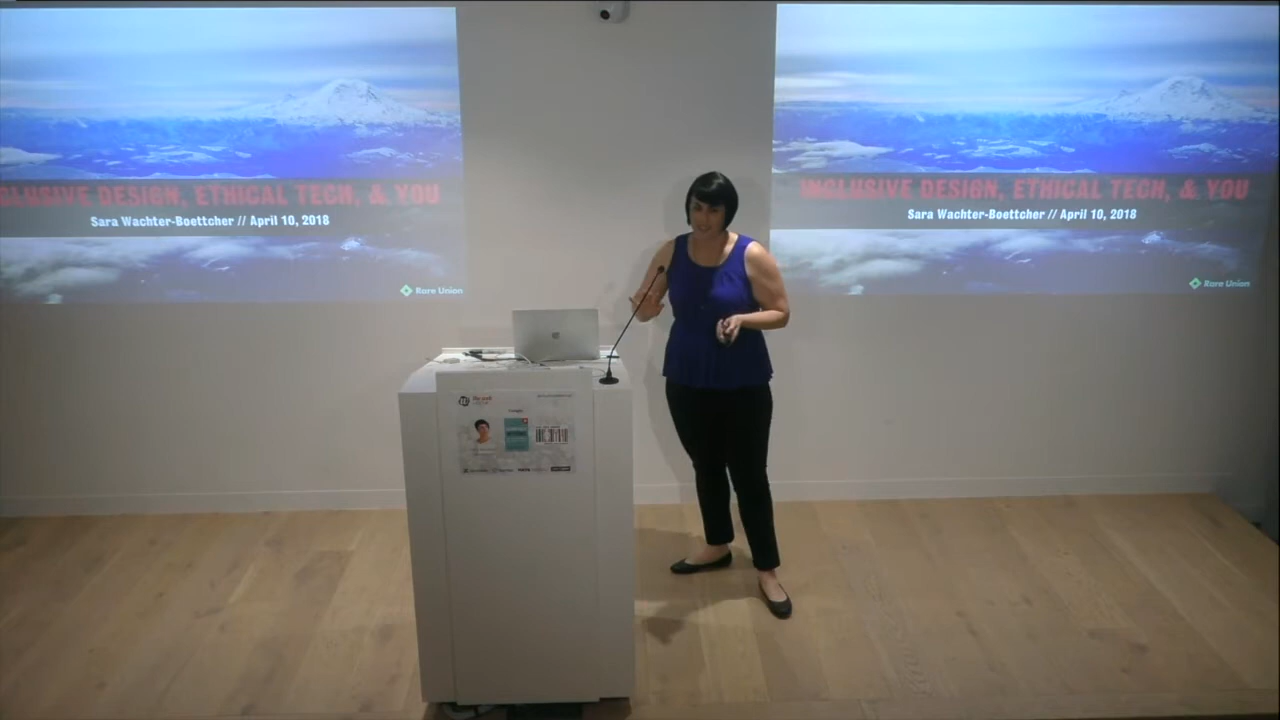 CLUSIVE DESIGN, ETHICAL TECH, & YOU
Sara Wachter-Boettcher // April 10, 2018
Rare Union
INCLUSIVE DESIGN, ETHICAL TECH, & YOU
Sara Wachter-Boettcher // April 10, 2018
Rare Union